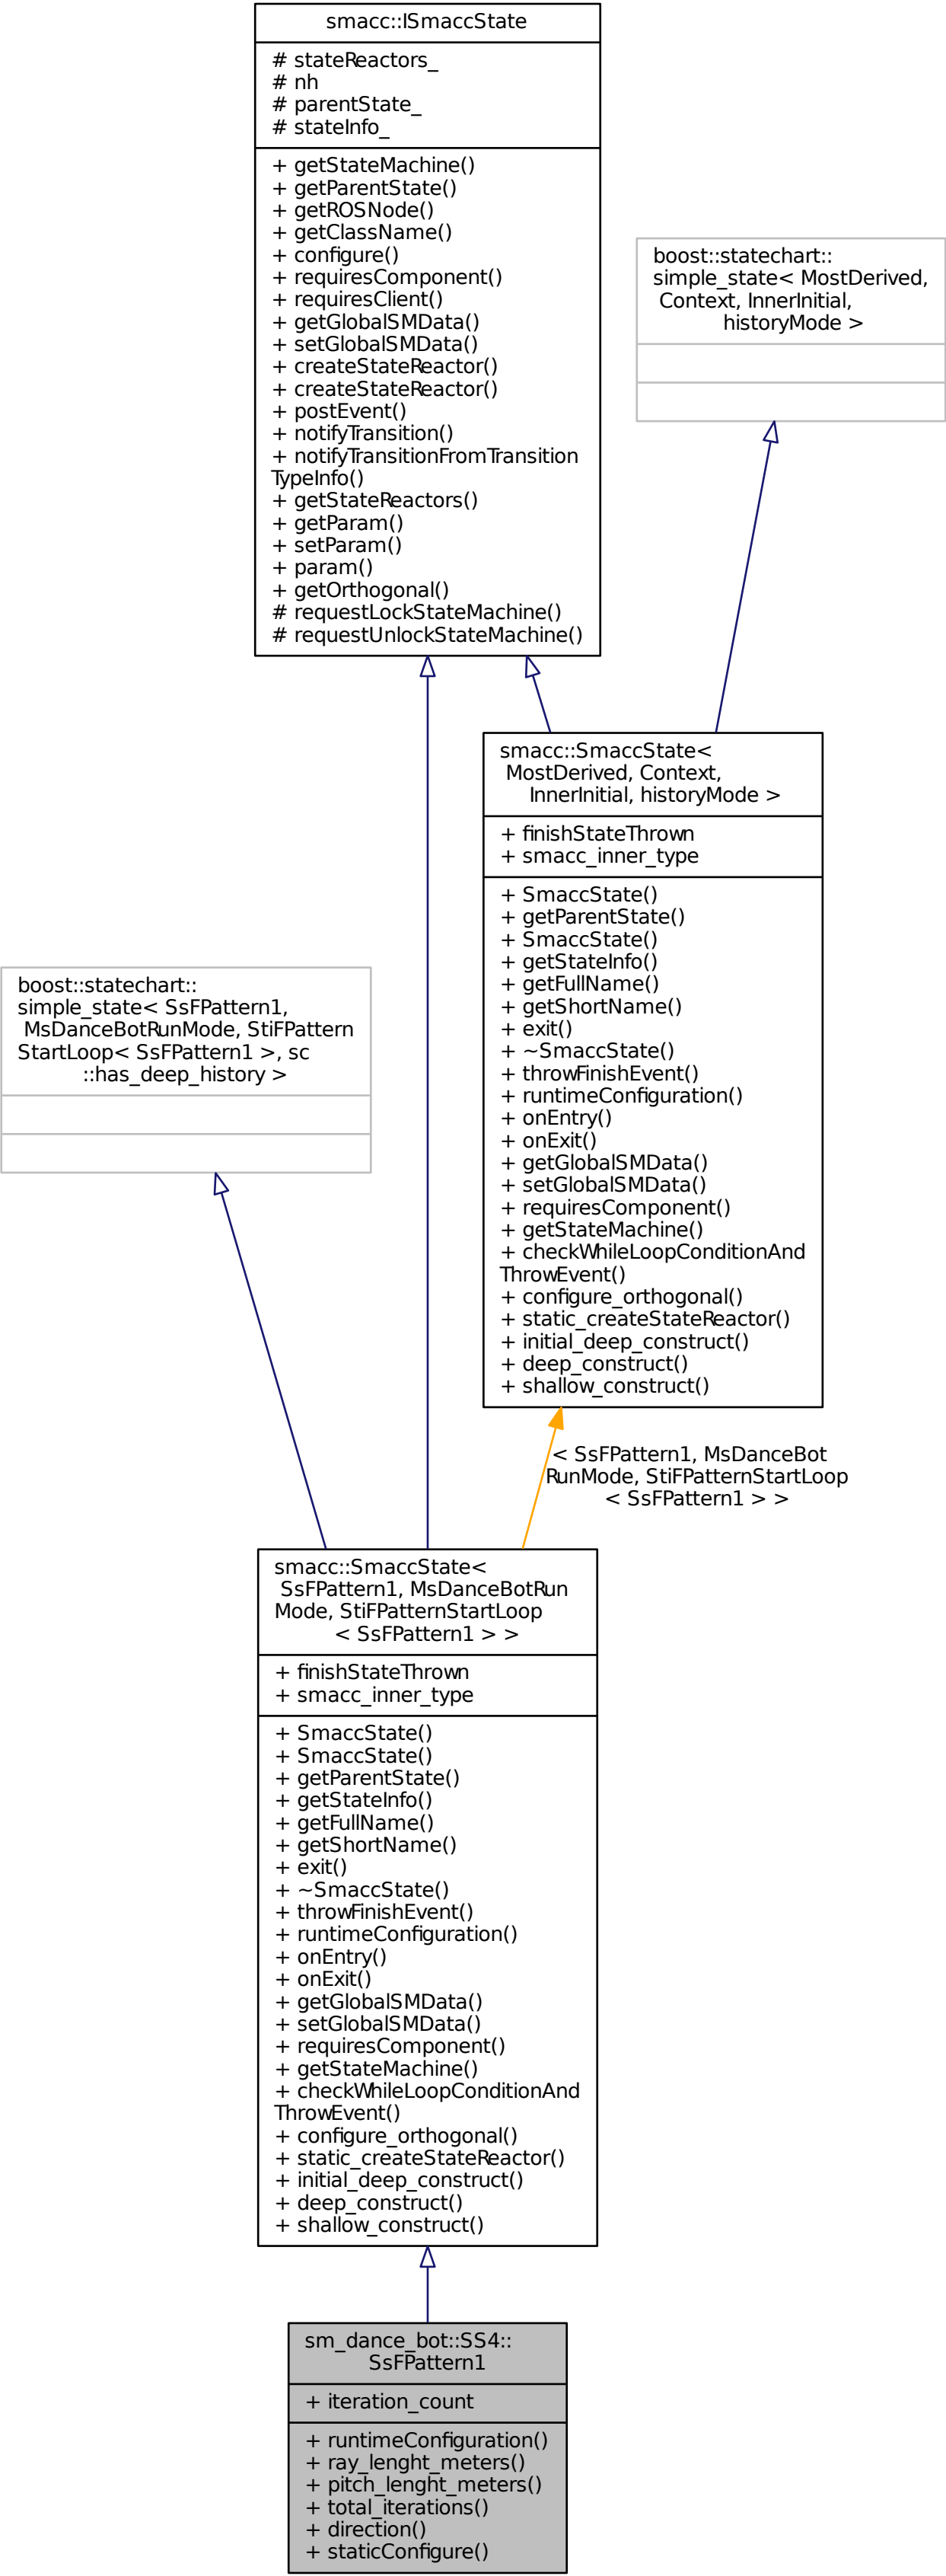 smacc::ISmaccState
# stateReactors_
# nh
# parentState_
# stateInfo_
+ getStateMachine()
+ getParentState()
+ getROSNode()
+ getClassName()
+ configure()
+ requiresComponent()
+ requiresClient()
+ getGlobalSMData()
+ setGlobalSMData()
+ createStateReactor()
+ createStateReactor()
+ postEvent()
+ notifyTransition()
+ notifyTransitionFromTransition
TypeInfo()
+ getStateReactors()
+ getParam()
+ setParam()
+ param()
+ getOrthogonal()
# requestLockStateMachine()
# requestUnlockStateMachine()
boost::statechart::
simple_state< MostDerived,
Context, InnerInitial,
historyMode >
smacc::SmaccState<
MostDerived, Context,
InnerInitial, historyMode >
+ finishStateThrown
+ smacc_inner_type
+ SmaccState()
+ getParentState()
+ SmaccState()
+ getStateInfo()
+ getFullName()
+ getShortName()
+ exit()
+ ~SmaccState()
+ throwFinishEvent()
+ runtimeConfiguration()
+ onEntry()
+ onExit()
+ getGlobalSMData()
+ setGlobalSMData()
+ requiresComponent()
+ getStateMachine()
+ checkWhileLoopConditionAnd
ThrowEvent()
+ configure_orthogonal()
+ static_createStateReactor()
+ initial_deep_construct()
+ deep_construct()
+ shallow_construct()
boost::statechart::
simple_state< SsFPattern1,
MsDanceBotRunMode, StiFPattern
StartLoop< SsFPattern1 >, sc
::has_deep_history >
< SsFPattern1, MsDanceBot
RunMode, StiFPatternStartLoop
< SsFPattern1 > >
smacc::SmaccState<
SsFPattern1, MsDanceBotRun
Mode, StiFPatternStartLoop
< SsFPattern1 > >
+ finishStateThrown
+ smacc_inner_type
+ SmaccState()
+ SmaccState()
+ getParentState()
+ getStateInfo()
+ getFullName()
+ getShortName()
+ exit()
+ ~SmaccState()
+ throwFinishEvent()
+ runtimeConfiguration()
+ onEntry()
+ onExit()
+ getGlobalSMData()
+ setGlobalSMData()
+ requiresComponent()
+ getStateMachine()
+ checkWhileLoopConditionAnd
ThrowEvent()
+ configure_orthogonal()
+ static_createStateReactor()
+ initial_deep_construct()
+ deep_construct()
+ shallow_construct()
sm_dance_bot::SS4::
SsFPattern1
+ iteration_count
+ runtimeConfiguration()
+ ray_lenght_meters()
+ pitch_lenght_meters()
+ total_iterations()
+ direction()
+ staticConfigure()